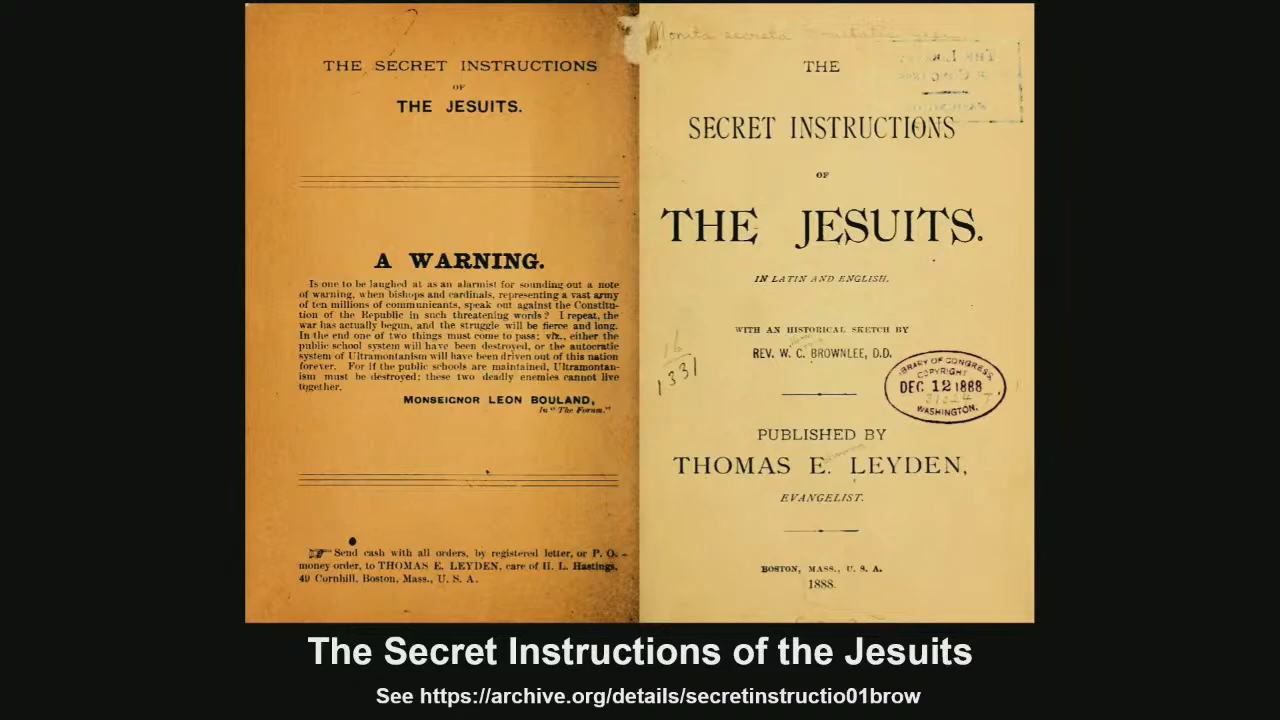 THE SECRET INSTRUCTIONS
OF
THE JESUITS.
A WARNING.
Is one to be laughed at as an alarmist for sounding out a note
of warning, when bishops and cardinals, representing a vast army
of ten millions of communicants, speak out against the Constitu-
tion of the Republic in such threatening words? I repeat, the
war has actually begun, and the struggle will be fierce and long.
In the end one of two things must come to pass: viz., either the
public school system will have been destroyed, or the autocratic
system of Ultramontanism will have been driven out of this nation
forever. For if the public schools are maintained, Ultramontan-
ism must be destroyed; these two deadly enemies cannot live
together.
MONSEIGNOR LEON BOULAND,
In "The Forum."
Send cash with all orders, by registered letter, or P. O.
money order, to THOMAS E. LEYDEN, care of H. L. Hastings,
49 Cornhill, Boston, Mass., U. S. A.
Monita secreta
THE
SECRET INSTRUCTIONS
OF
THE JESUITS.
IN LATIN AND ENGLISH.
WITH AN HISTORICAL SKETCH BY
REV. W. C. BROWNLEE, D.D.
16
1331
LIBRARY OF CONGRESS
COPYRIGHT
DEC 12 1888
WASHINGTON.
PUBLISHED BY
THOMAS E. LEYDEN,
EVANGELIST.
BOSTON, MASS., U. S. A.
1888.
The Secret Instructions of the Jesuits
See https://archive.org/details/secretinstructio01brow